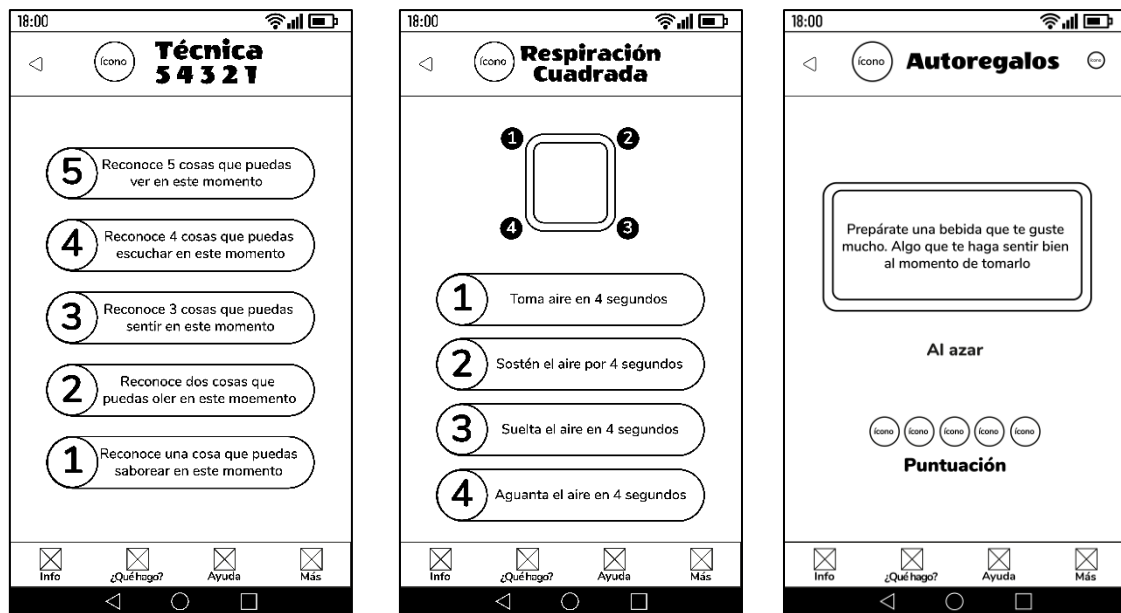 18:00
ícono
Técnica
5 4 3 2 1
5
Reconoce 5 cosas que puedas
ver en este momento
4
Reconoce 4 cosas que puedas
escuchar en este momento
3
Reconoce 3 cosas que puedas
sentir en este momento
2
Reconoce dos cosas que
puedas oler en este moemento
1
Reconoce una cosa que puedas
saborear en este momento
Info
¿Qué hago?
Ayuda
Más
18:00
ícono
Respiración
Cuadrada
1
2
4
3
1
Toma aire en 4 segundos
2
Sostén el aire por 4 segundos
3
Suelta el aire en 4 segundos
4
Aguanta el aire en 4 segundos
Info
¿Qué hago?
Ayuda
Más
18:00
ícono
Autoregalos
Prepárate una bebida que te guste
mucho. Algo que te haga sentir bien
al momento de tomarlo
Al azar
ícono ícono ícono ícono ícono
Puntuación
Info
¿Qué hago?
Ayuda
Más